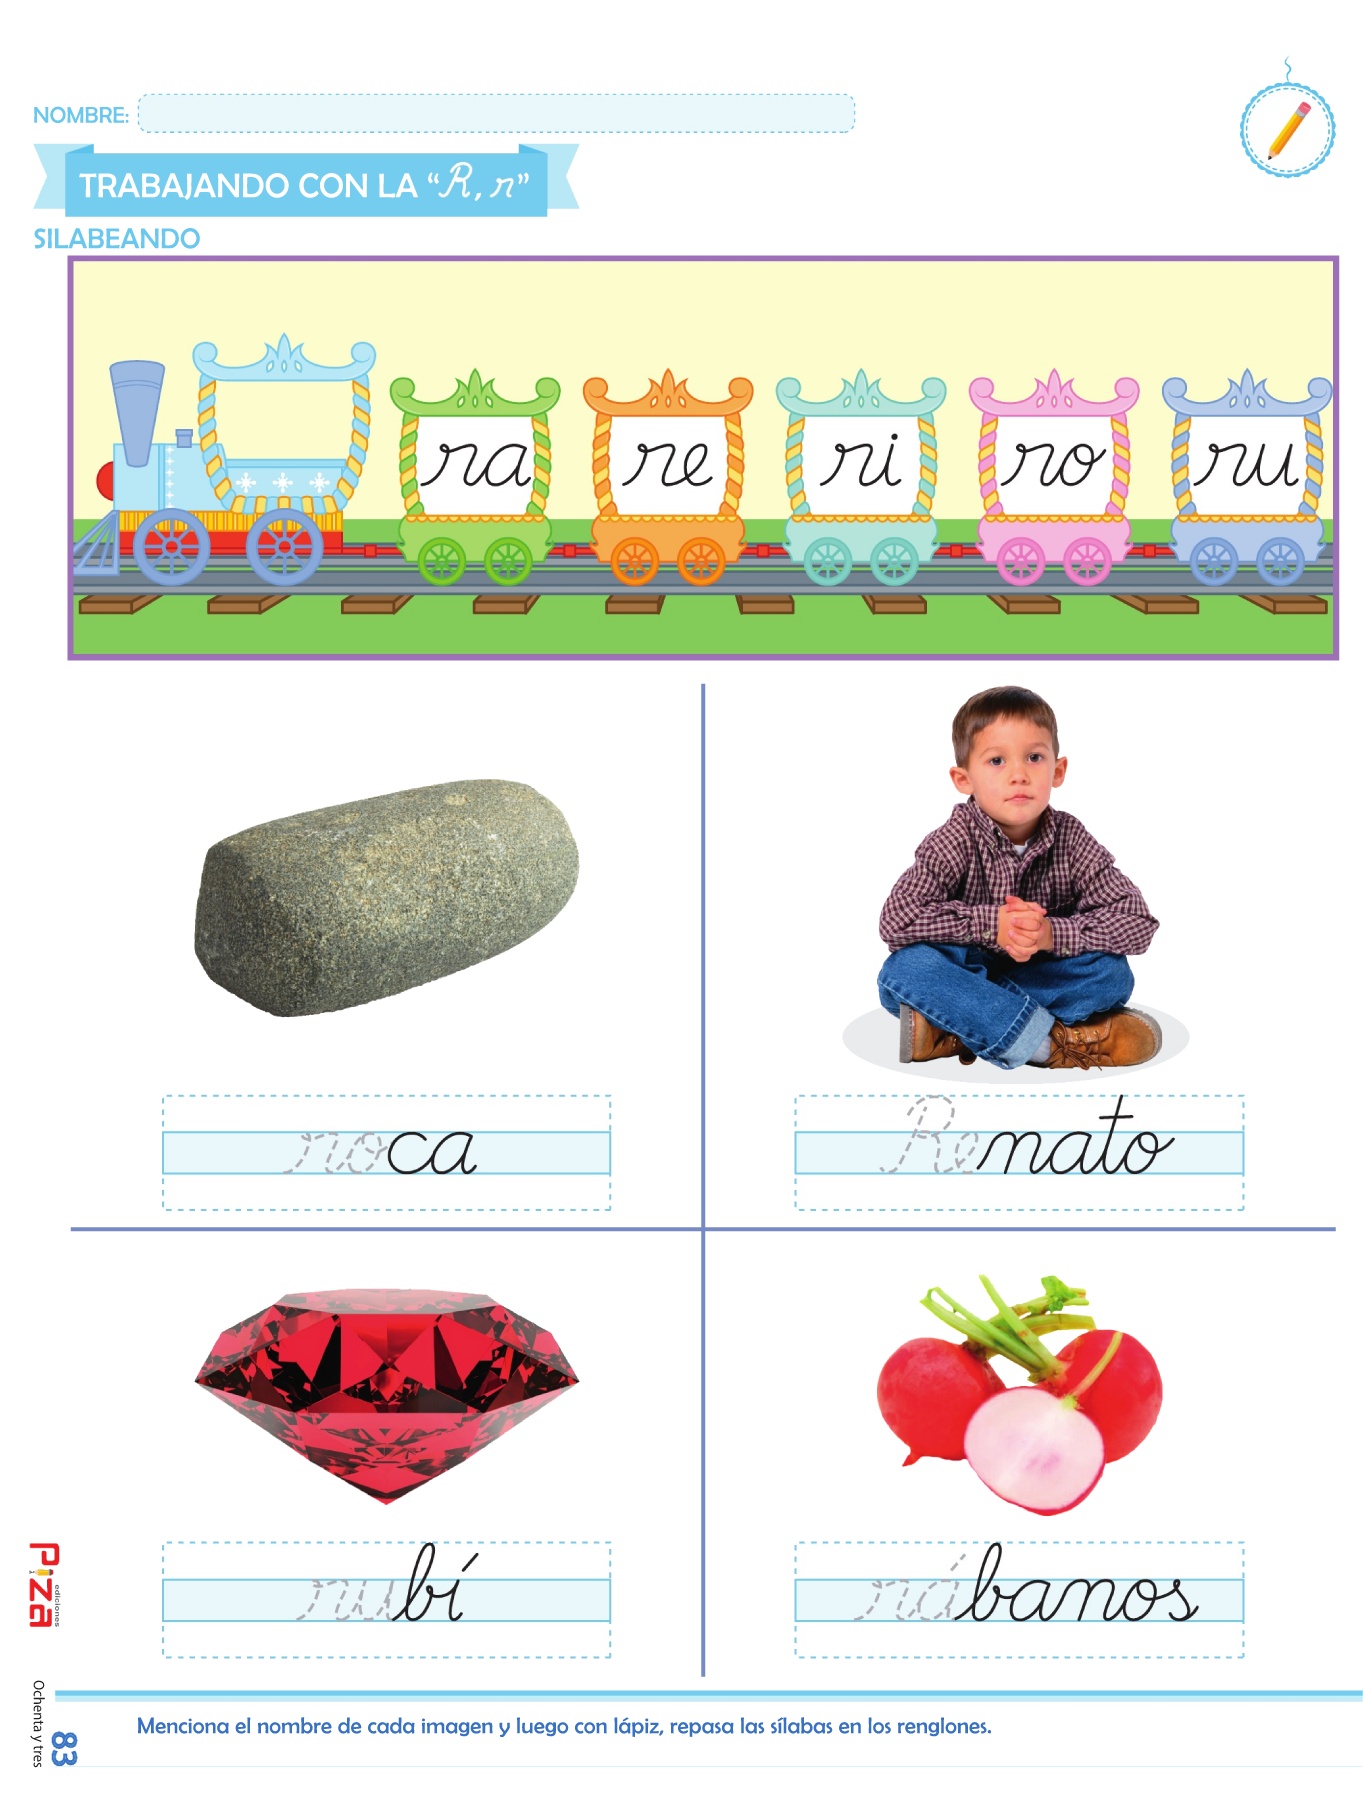 NOMBRE:
TRABAJANDO CON LA “R, r”
SILABEANDO
ra re ri ro ru
roca
Renato
rubí
rábanos
Piza
ediciones
Ochenta y tres
83
Menciona el nombre de cada imagen y luego con lápiz, repasa las sílabas en los renglones.